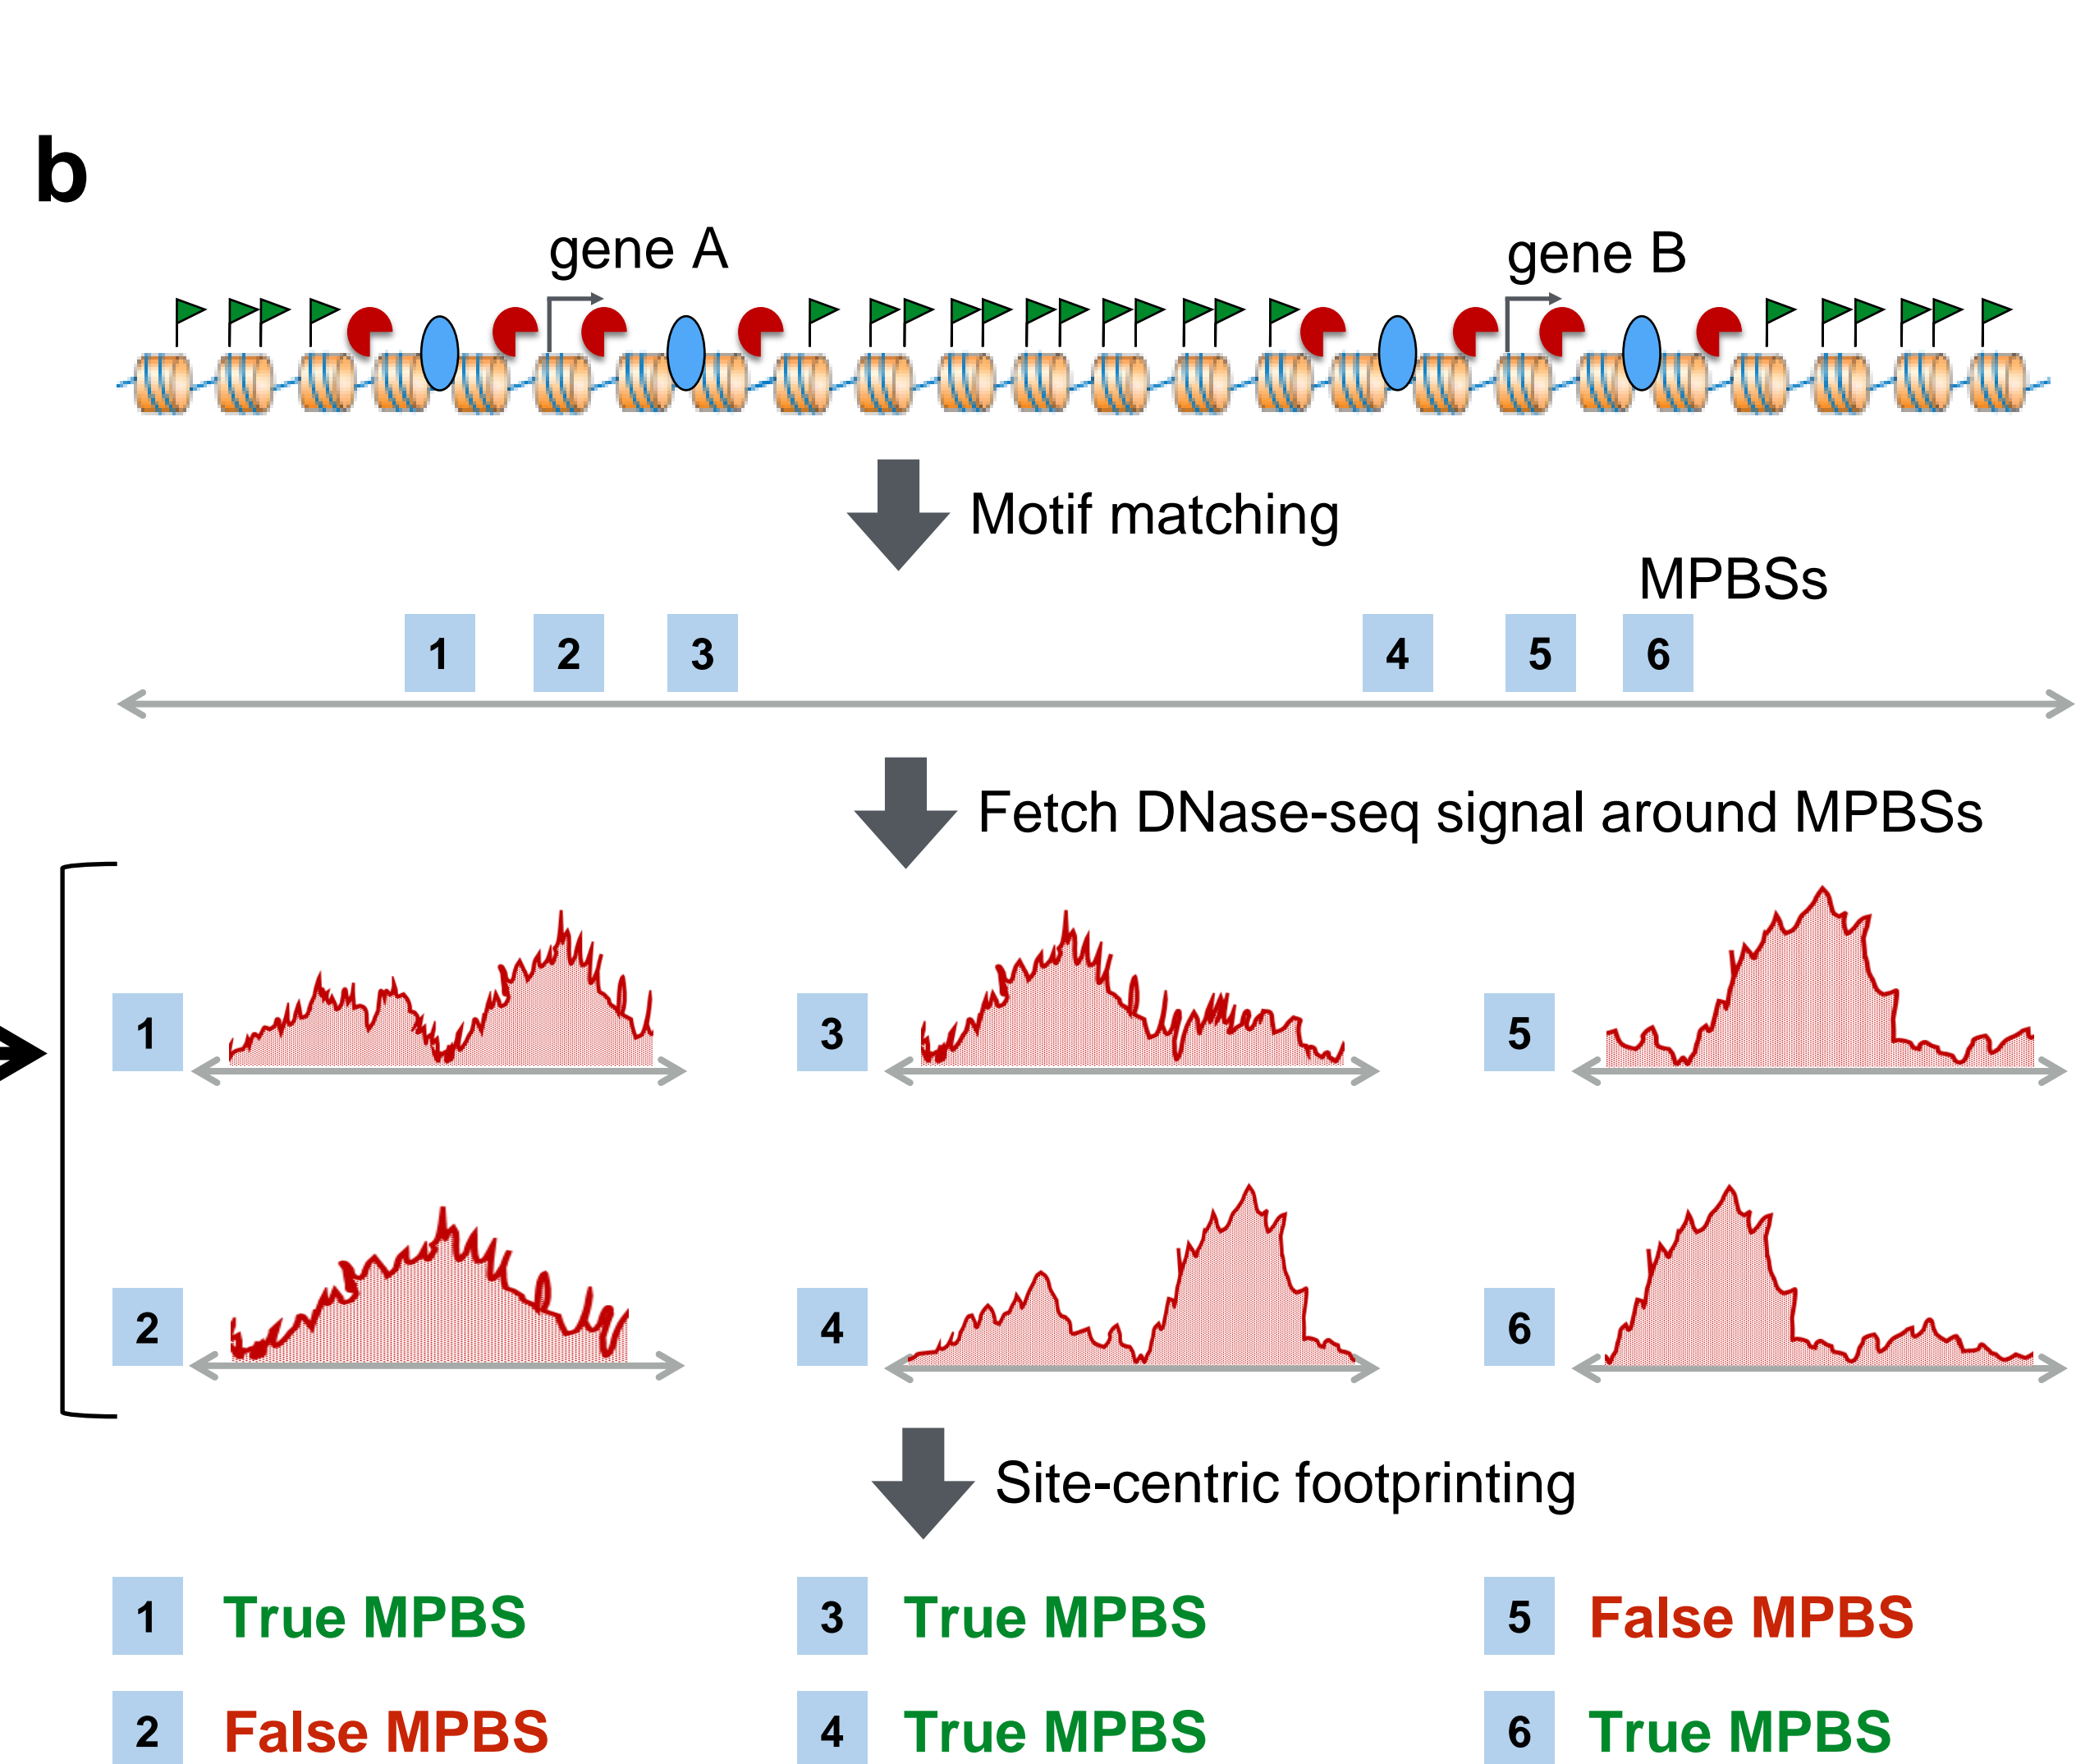 b
gene A
gene B
Motif matching
MPBSs
1 2 3 4 5 6
Fetch DNase-seq signal around MPBSs
1 3 5
2 4 6
Site-centric footprinting
1 True MPBS 3 True MPBS 5 False MPBS
2 False MPBS 4 True MPBS 6 True MPBS